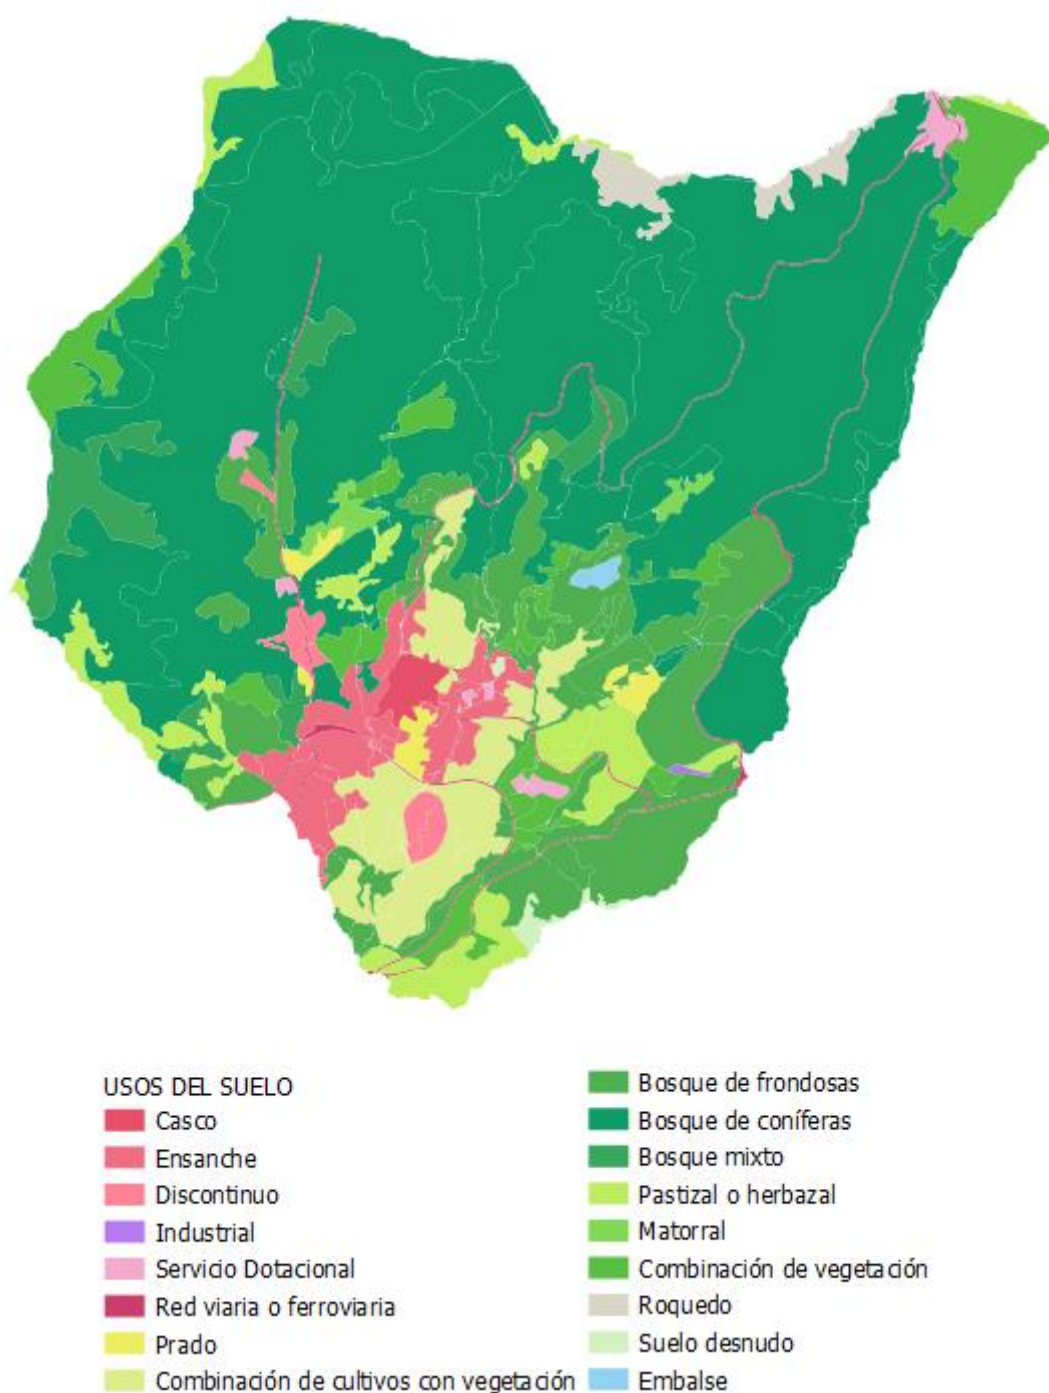 USOS DEL SUELO
Casco
Ensanche
Discontinuo
Industrial
Servicio Dotacional
Red viaria o ferroviaria
Prado
Combinación de cultivos con vegetación
Bosque de frondosas
Bosque de coníferas
Bosque mixto
Pastizal o herbazal
Matorral
Combinación de vegetación
Roquedo
Suelo desnudo
Embalse